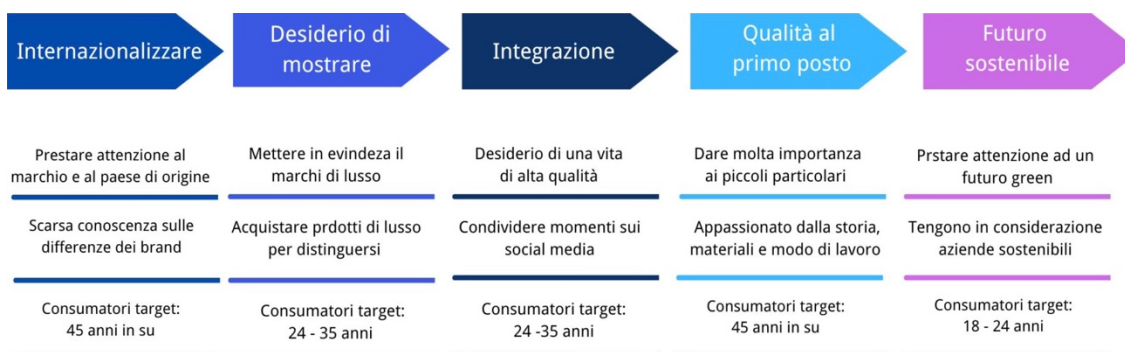 Internazionalizzare
Desiderio di
mostrare
Integrazione
Qualità al
primo posto
Futuro
sostenibile
Prestare attenzione al
marchio e al paese di origine
Mettere in evindeza il
marchi di lusso
Desiderio di una vita
di alta qualità
Dare molta importanza
ai piccoli particolari
Prstare attenzione ad un
futuro green
Scarsa conoscenza sulle
differenze dei brand
Acquistare prdotti di lusso
per distinguersi
Condividere momenti sui
social media
Appassionato dalla storia,
materiali e modo di lavoro
Tengono in considerazione
aziende sostenibili
Consumatori target:
45 anni in su
Consumatori target:
24 - 35 anni
Consumatori target:
24 -35 anni
Consumatori target:
45 anni in su
Consumatori target:
18 - 24 anni